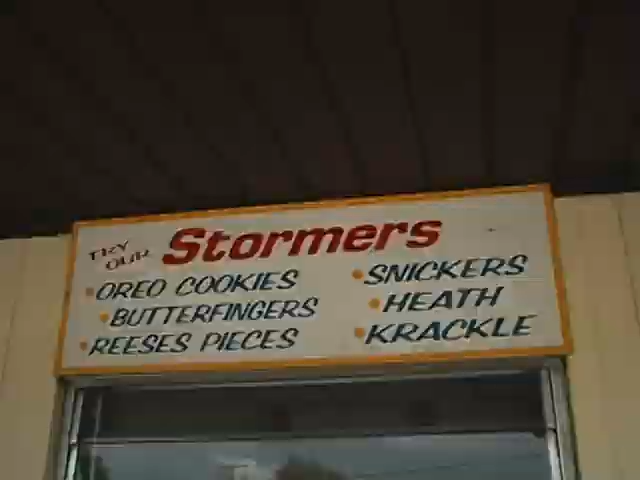 TRY OUR Stormers
• OREO COOKIES
• BUTTERFINGERS
• REESES PIECES
• SNICKERS
• HEATH
• KRACKLE